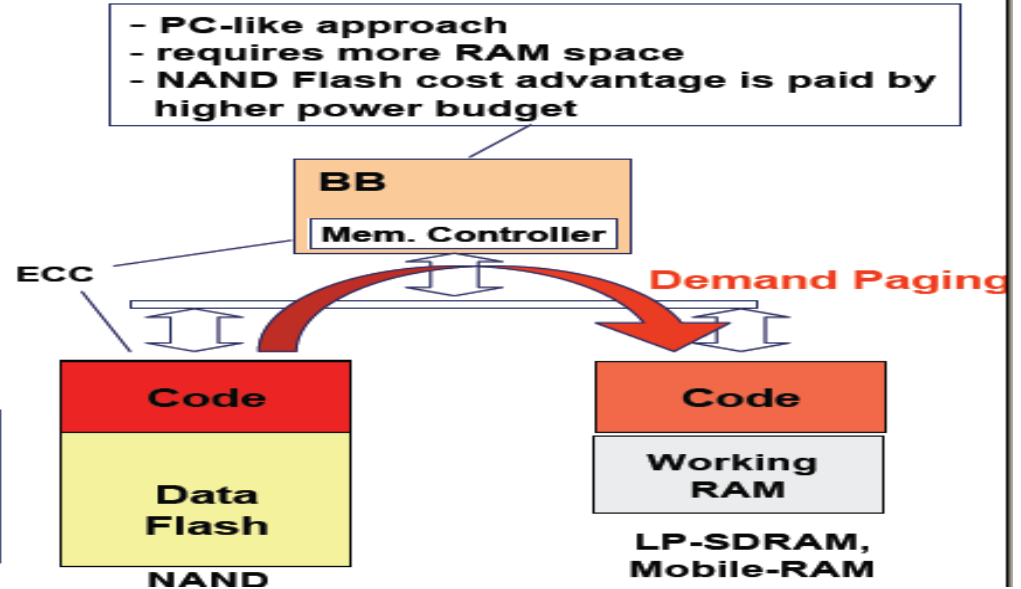 - PC-like approach
- requires more RAM space
- NAND Flash cost advantage is paid by
higher power budget
BB
Mem. Controller
ECC
Demand Paging
Code
Data
Flash
NAND
Code
Working
RAM
LP-SDRAM,
Mobile-RAM